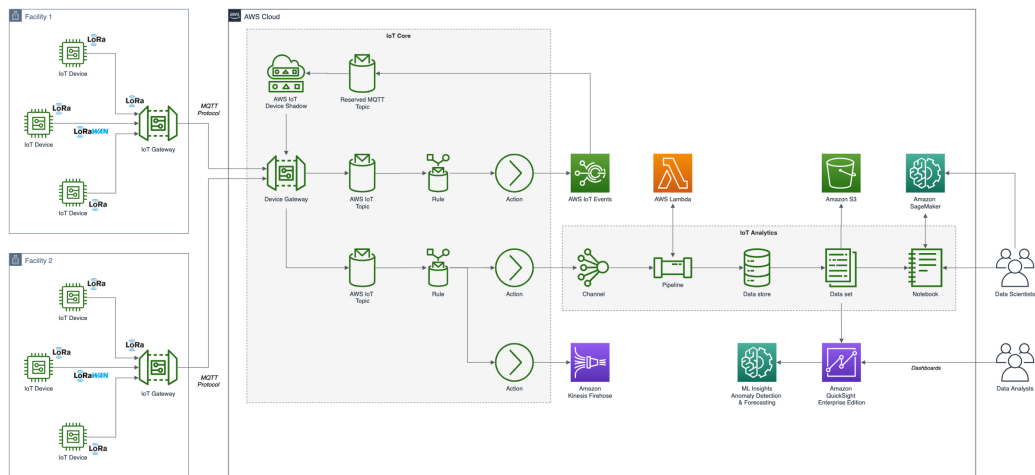 Facility 1
LoRa
IoT Device
LoRa
IoT Device
LoRaWAN
LoRa
IoT Gateway
LoRa
IoT Device
MQTT
Protocol
Facility 2
LoRa
IoT Device
LoRa
IoT Device
LoRaWAN
LoRa
IoT Gateway
LoRa
IoT Device
MQTT
Protocol
aws
AWS Cloud
IoT Core
AWS IoT
Device Shadow
Reserved MQTT
Topic
Device Gateway
AWS IoT
Topic
Rule
Action
AWS IoT Events
AWS Lambda
Amazon S3
Amazon
SageMaker
AWS IoT
Topic
Rule
Action
IoT Analytics
Channel
Pipeline
Data store
Data set
Notebook
Data Scientists
Action
Amazon
Kinesis Firehose
ML Insights
Anomaly Detection
& Forecasting
Amazon
QuickSight
Enterprise Edition
Dashboards
Data Analysts